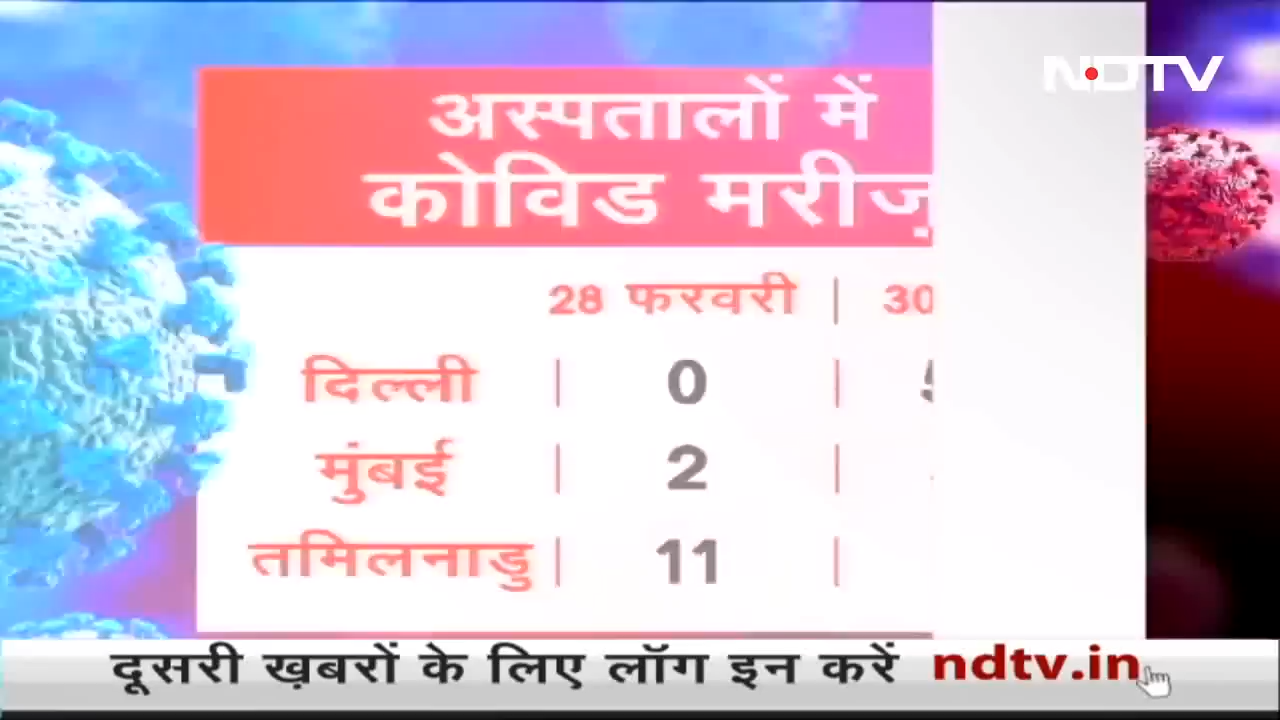 NDTV
अस्पतालों में
कोविड मरीज़
28 फरवरी | 30
दिल्ली | 0 |
मुंबई | 2 |
तमिलनाडु | 11 |
दूसरी ख़बरों के लिए लॉग इन करें ndtv.in